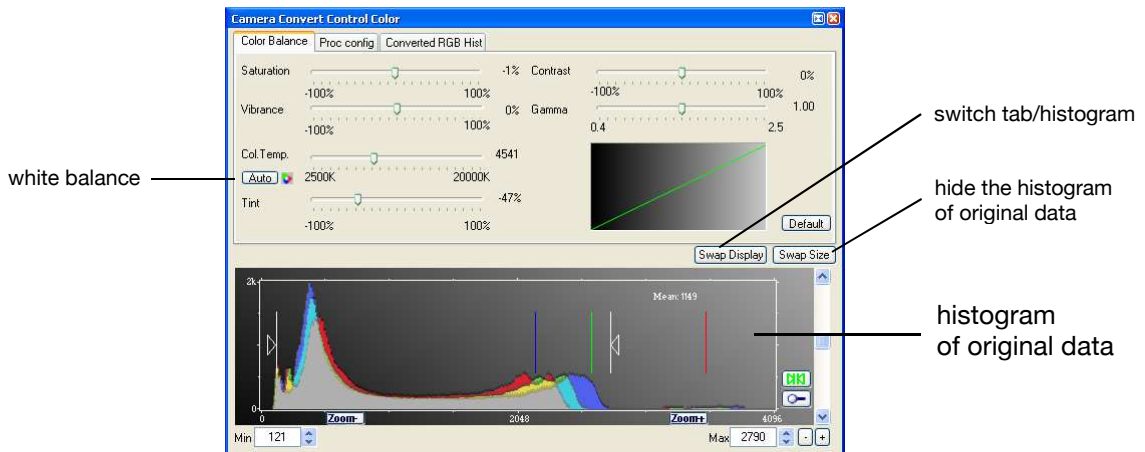 Camera Convert Control Color
Color Balance Proc config Converted RGB Hist
Saturation -1% Contrast 0%
-100% 100% -100% 100%
Vibrance 0% Gamma 1.00
-100% 100% 0.4 2.5
Col.Temp. 4541
Auto 2500K 20000K
Tint -47%
-100% 100%
Default
Swap Display Swap Size
2k
Mean: 1149
0
0 Zoom- 2048 Zoom+ 4096
Min 121 Max 2790 - +
white balance
switch tab/histogram
hide the histogram
of original data
histogram
of original data